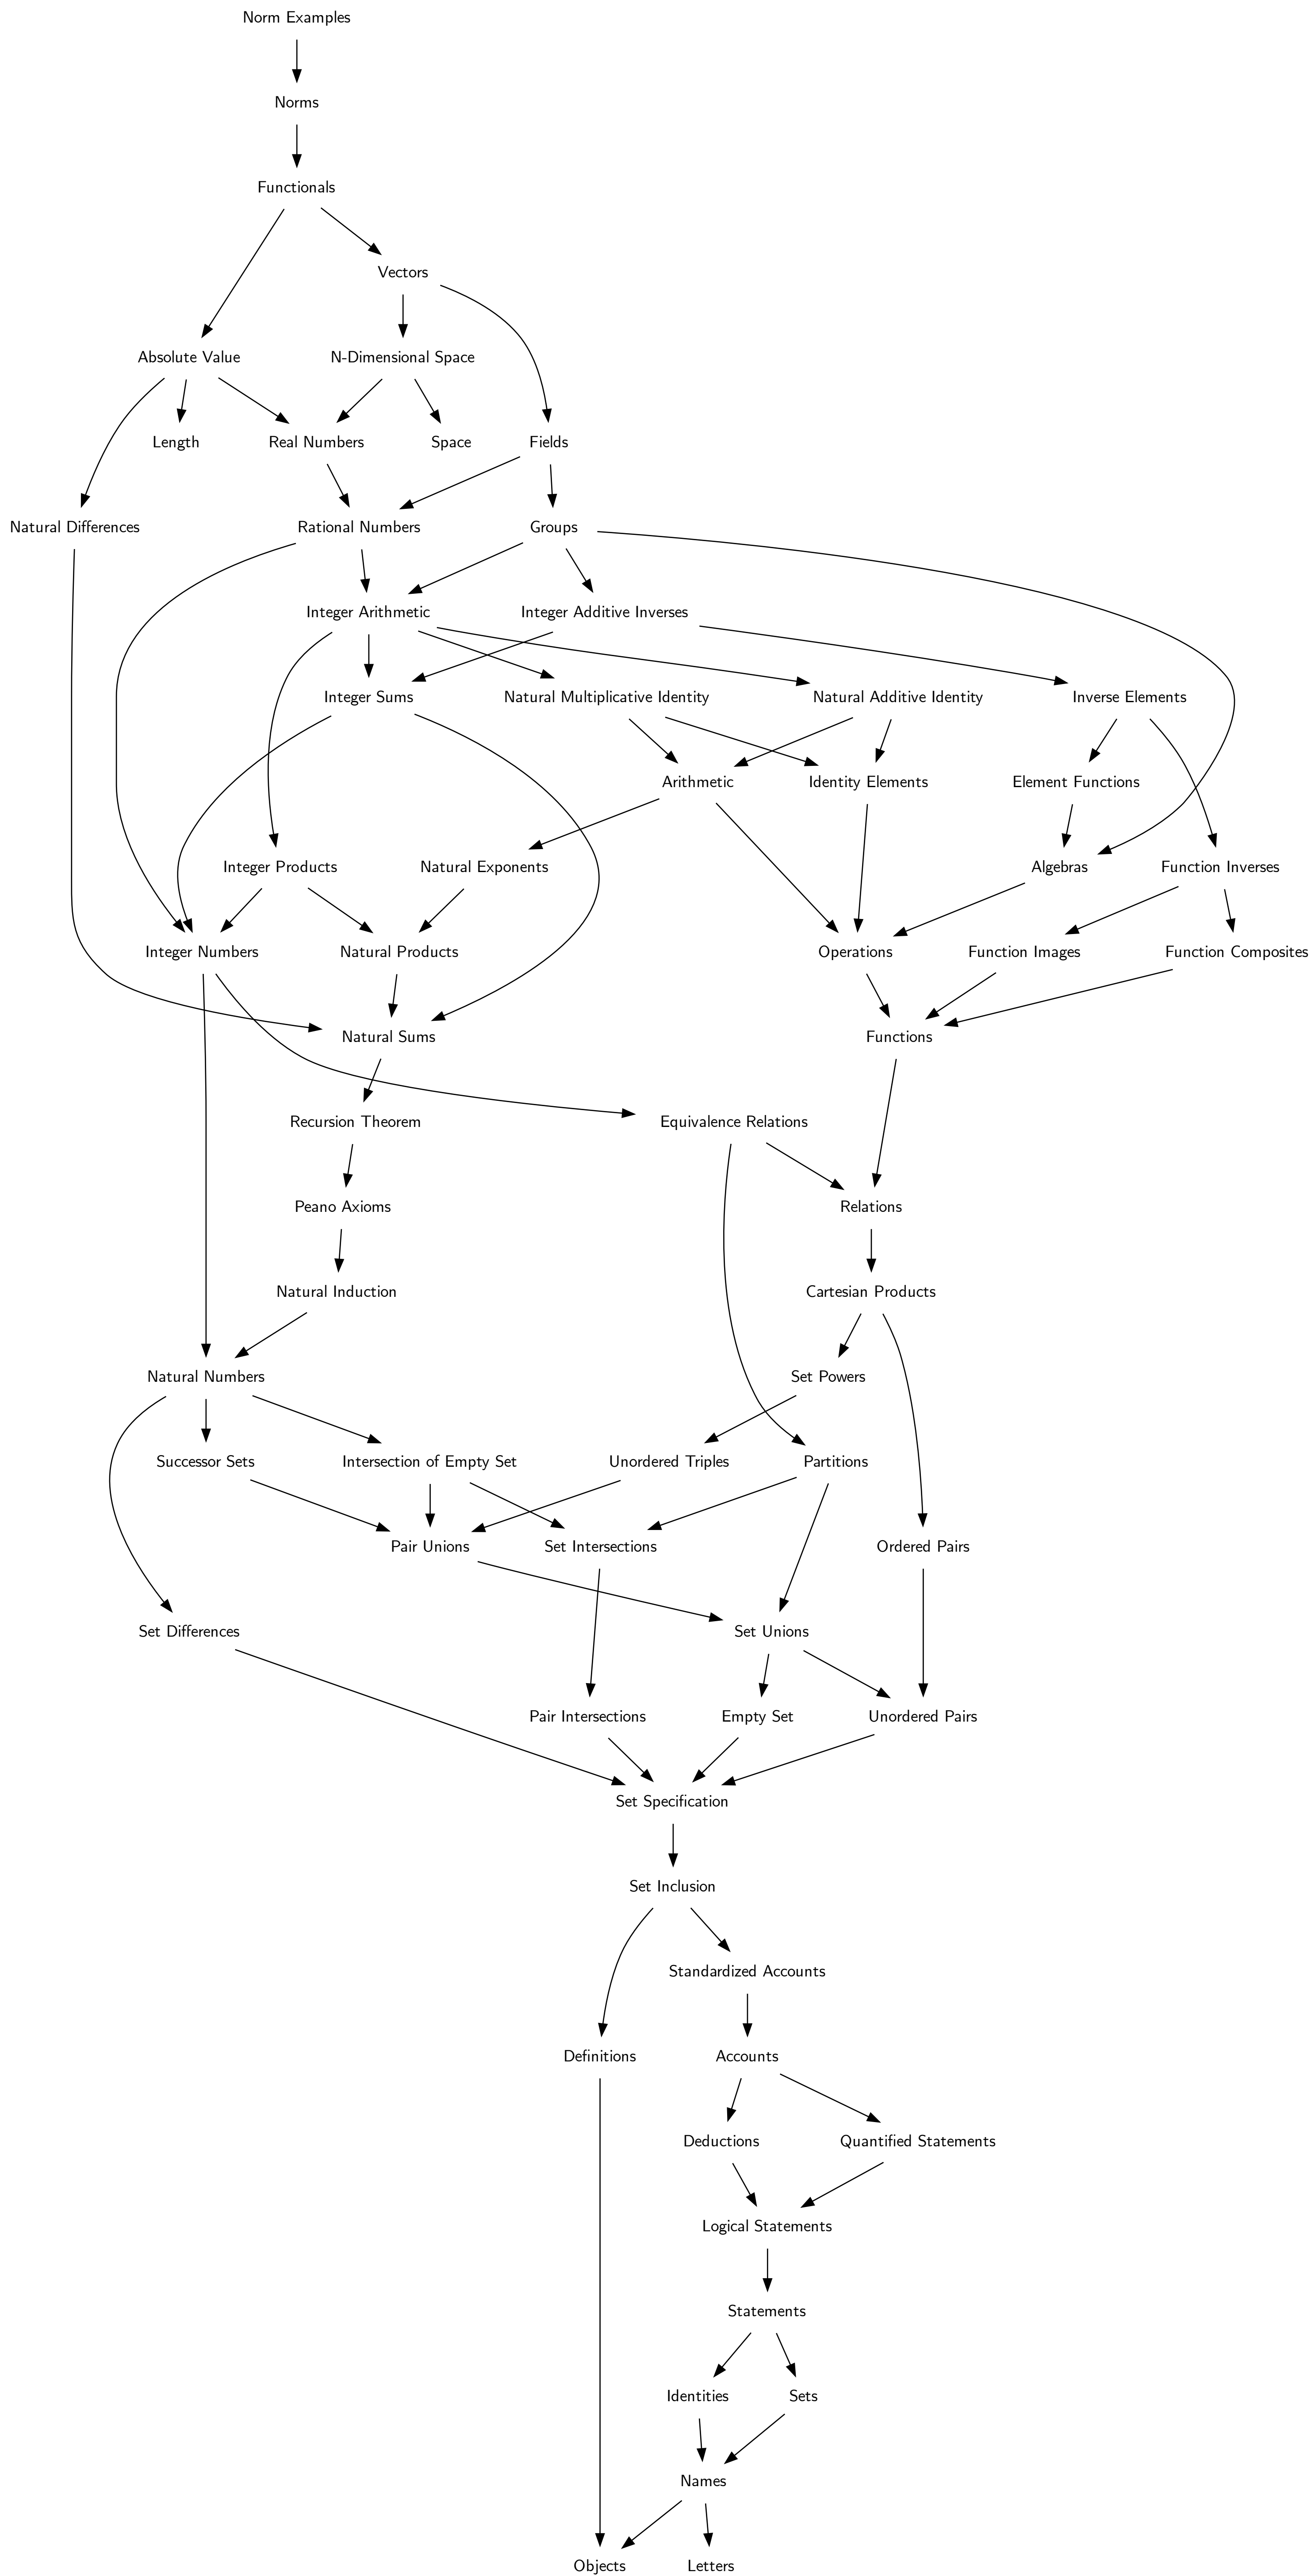 Norm Examples
Norms
Functionals
Vectors
Absolute Value
N-Dimensional Space
Length
Real Numbers
Space
Fields
Natural Differences
Rational Numbers
Groups
Integer Arithmetic
Integer Additive Inverses
Integer Sums
Natural Multiplicative Identity
Natural Additive Identity
Inverse Elements
Arithmetic
Identity Elements
Element Functions
Integer Products
Natural Exponents
Algebras
Function Inverses
Integer Numbers
Natural Products
Operations
Function Images
Function Composites
Natural Sums
Functions
Recursion Theorem
Equivalence Relations
Peano Axioms
Relations
Natural Induction
Cartesian Products
Natural Numbers
Set Powers
Successor Sets
Intersection of Empty Set
Unordered Triples
Partitions
Pair Unions
Set Intersections
Ordered Pairs
Set Differences
Set Unions
Pair Intersections
Empty Set
Unordered Pairs
Set Specification
Set Inclusion
Standardized Accounts
Definitions
Accounts
Deductions
Quantified Statements
Logical Statements
Statements
Identities
Sets
Names
Objects
Letters